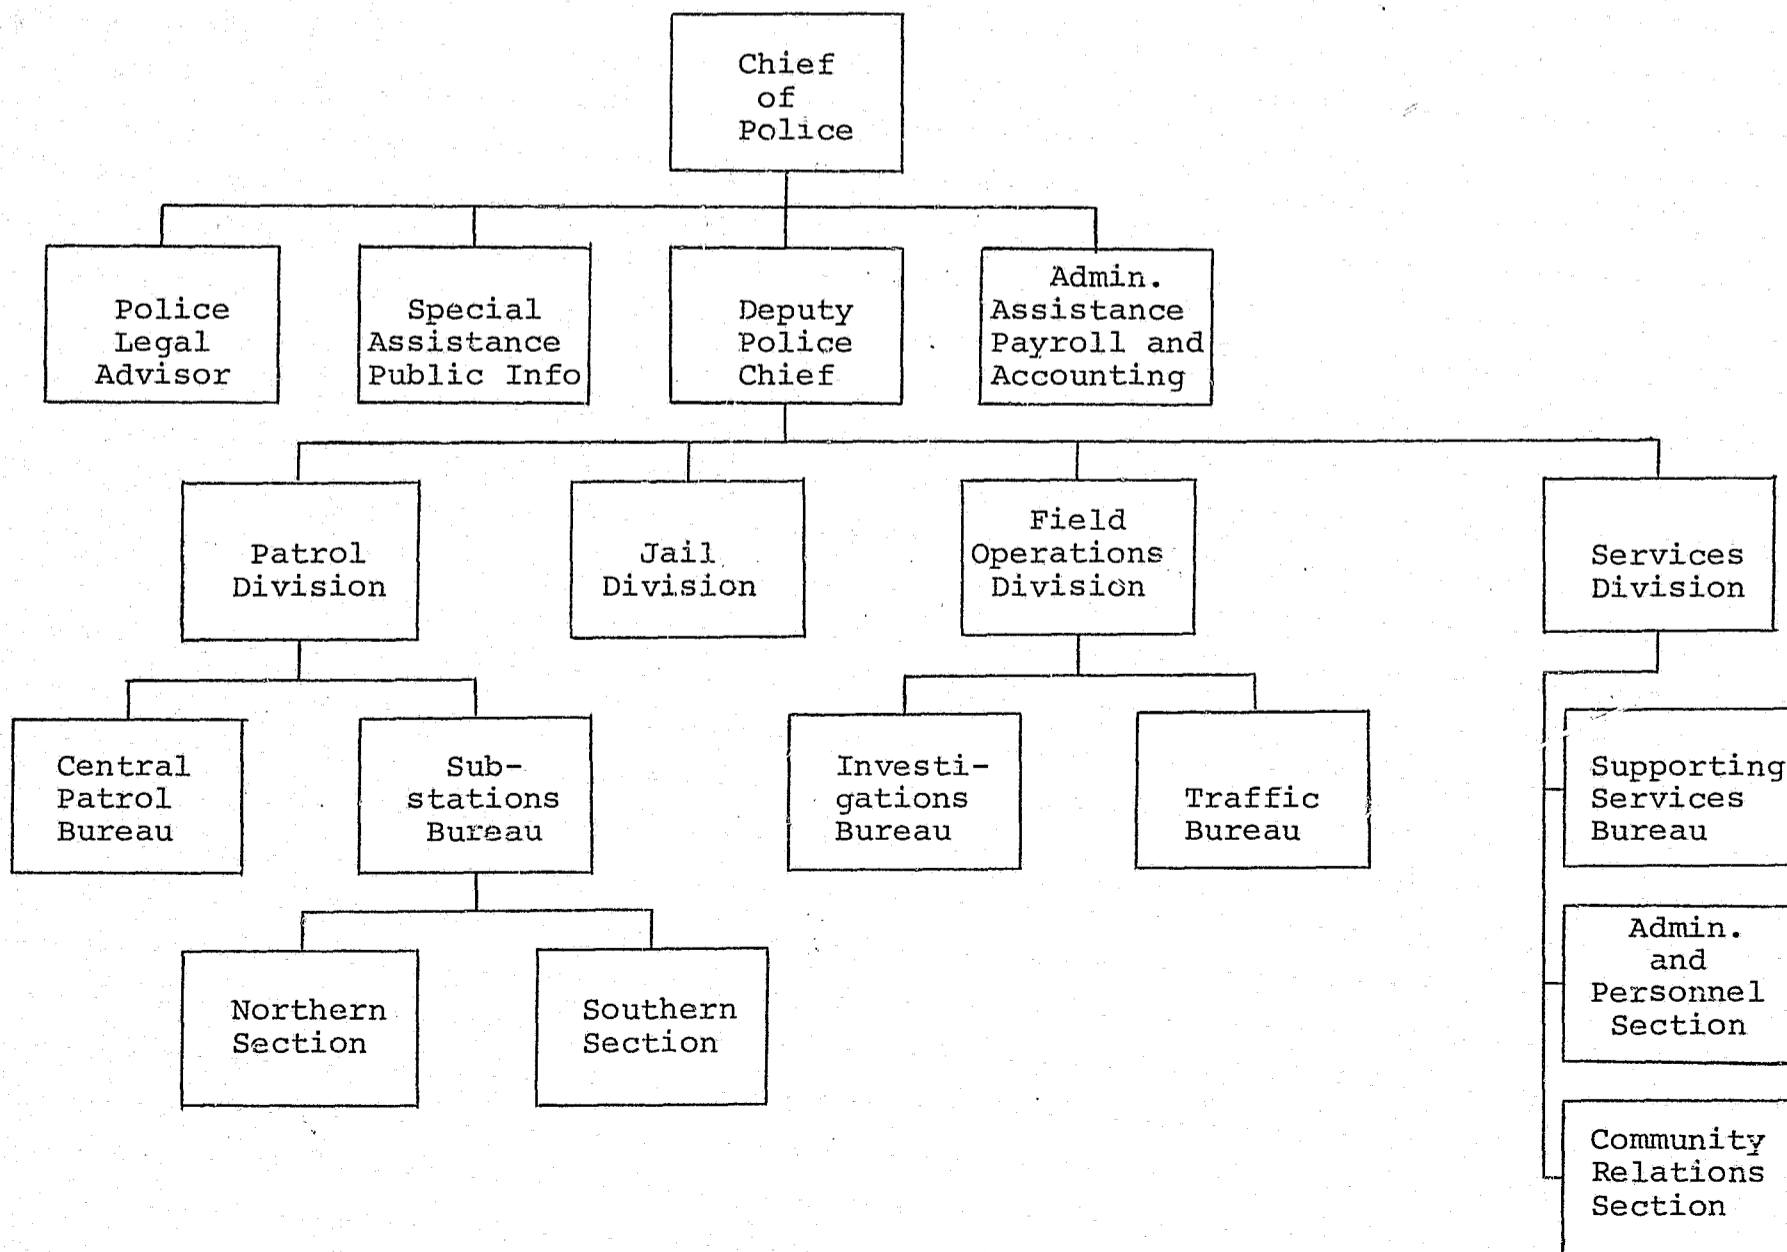 Chief
of
Police
Police
Legal
Advisor
Special
Assistance
Public Info
Deputy
Police
Chief
Admin.
Assistance
Payroll and
Accounting
Patrol
Division
Jail
Division
Field
Operations
Division
Services
Division
Central
Patrol
Bureau
Sub-
stations
Bureau
Investi-
gations
Bureau
Traffic
Bureau
Supporting
Services
Bureau
Northern
Section
Southern
Section
Admin.
and
Personnel
Section
Community
Relations
Section